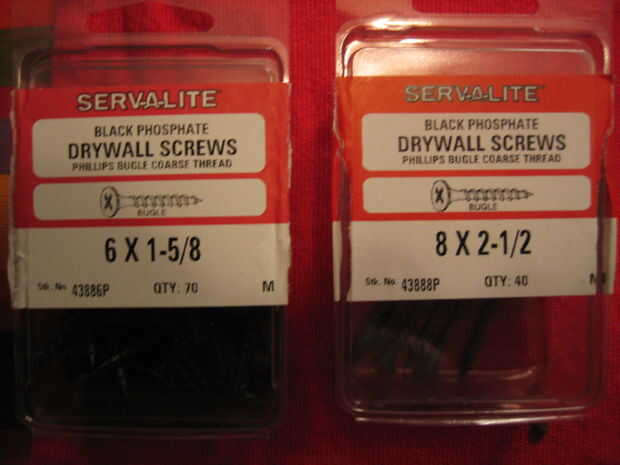 SERV-A-LITE™
BLACK PHOSPHATE
DRYWALL SCREWS
PHILLIPS BUGLE COARSE THREAD
BUGLE
6 X 1-5/8
Stk. No. 43886P QTY: 70 M
SERV-A-LITE™
BLACK PHOSPHATE
DRYWALL SCREWS
PHILLIPS BUGLE COARSE THREAD
BUGLE
8 X 2-1/2
Stk. No. 43888P QTY: 40